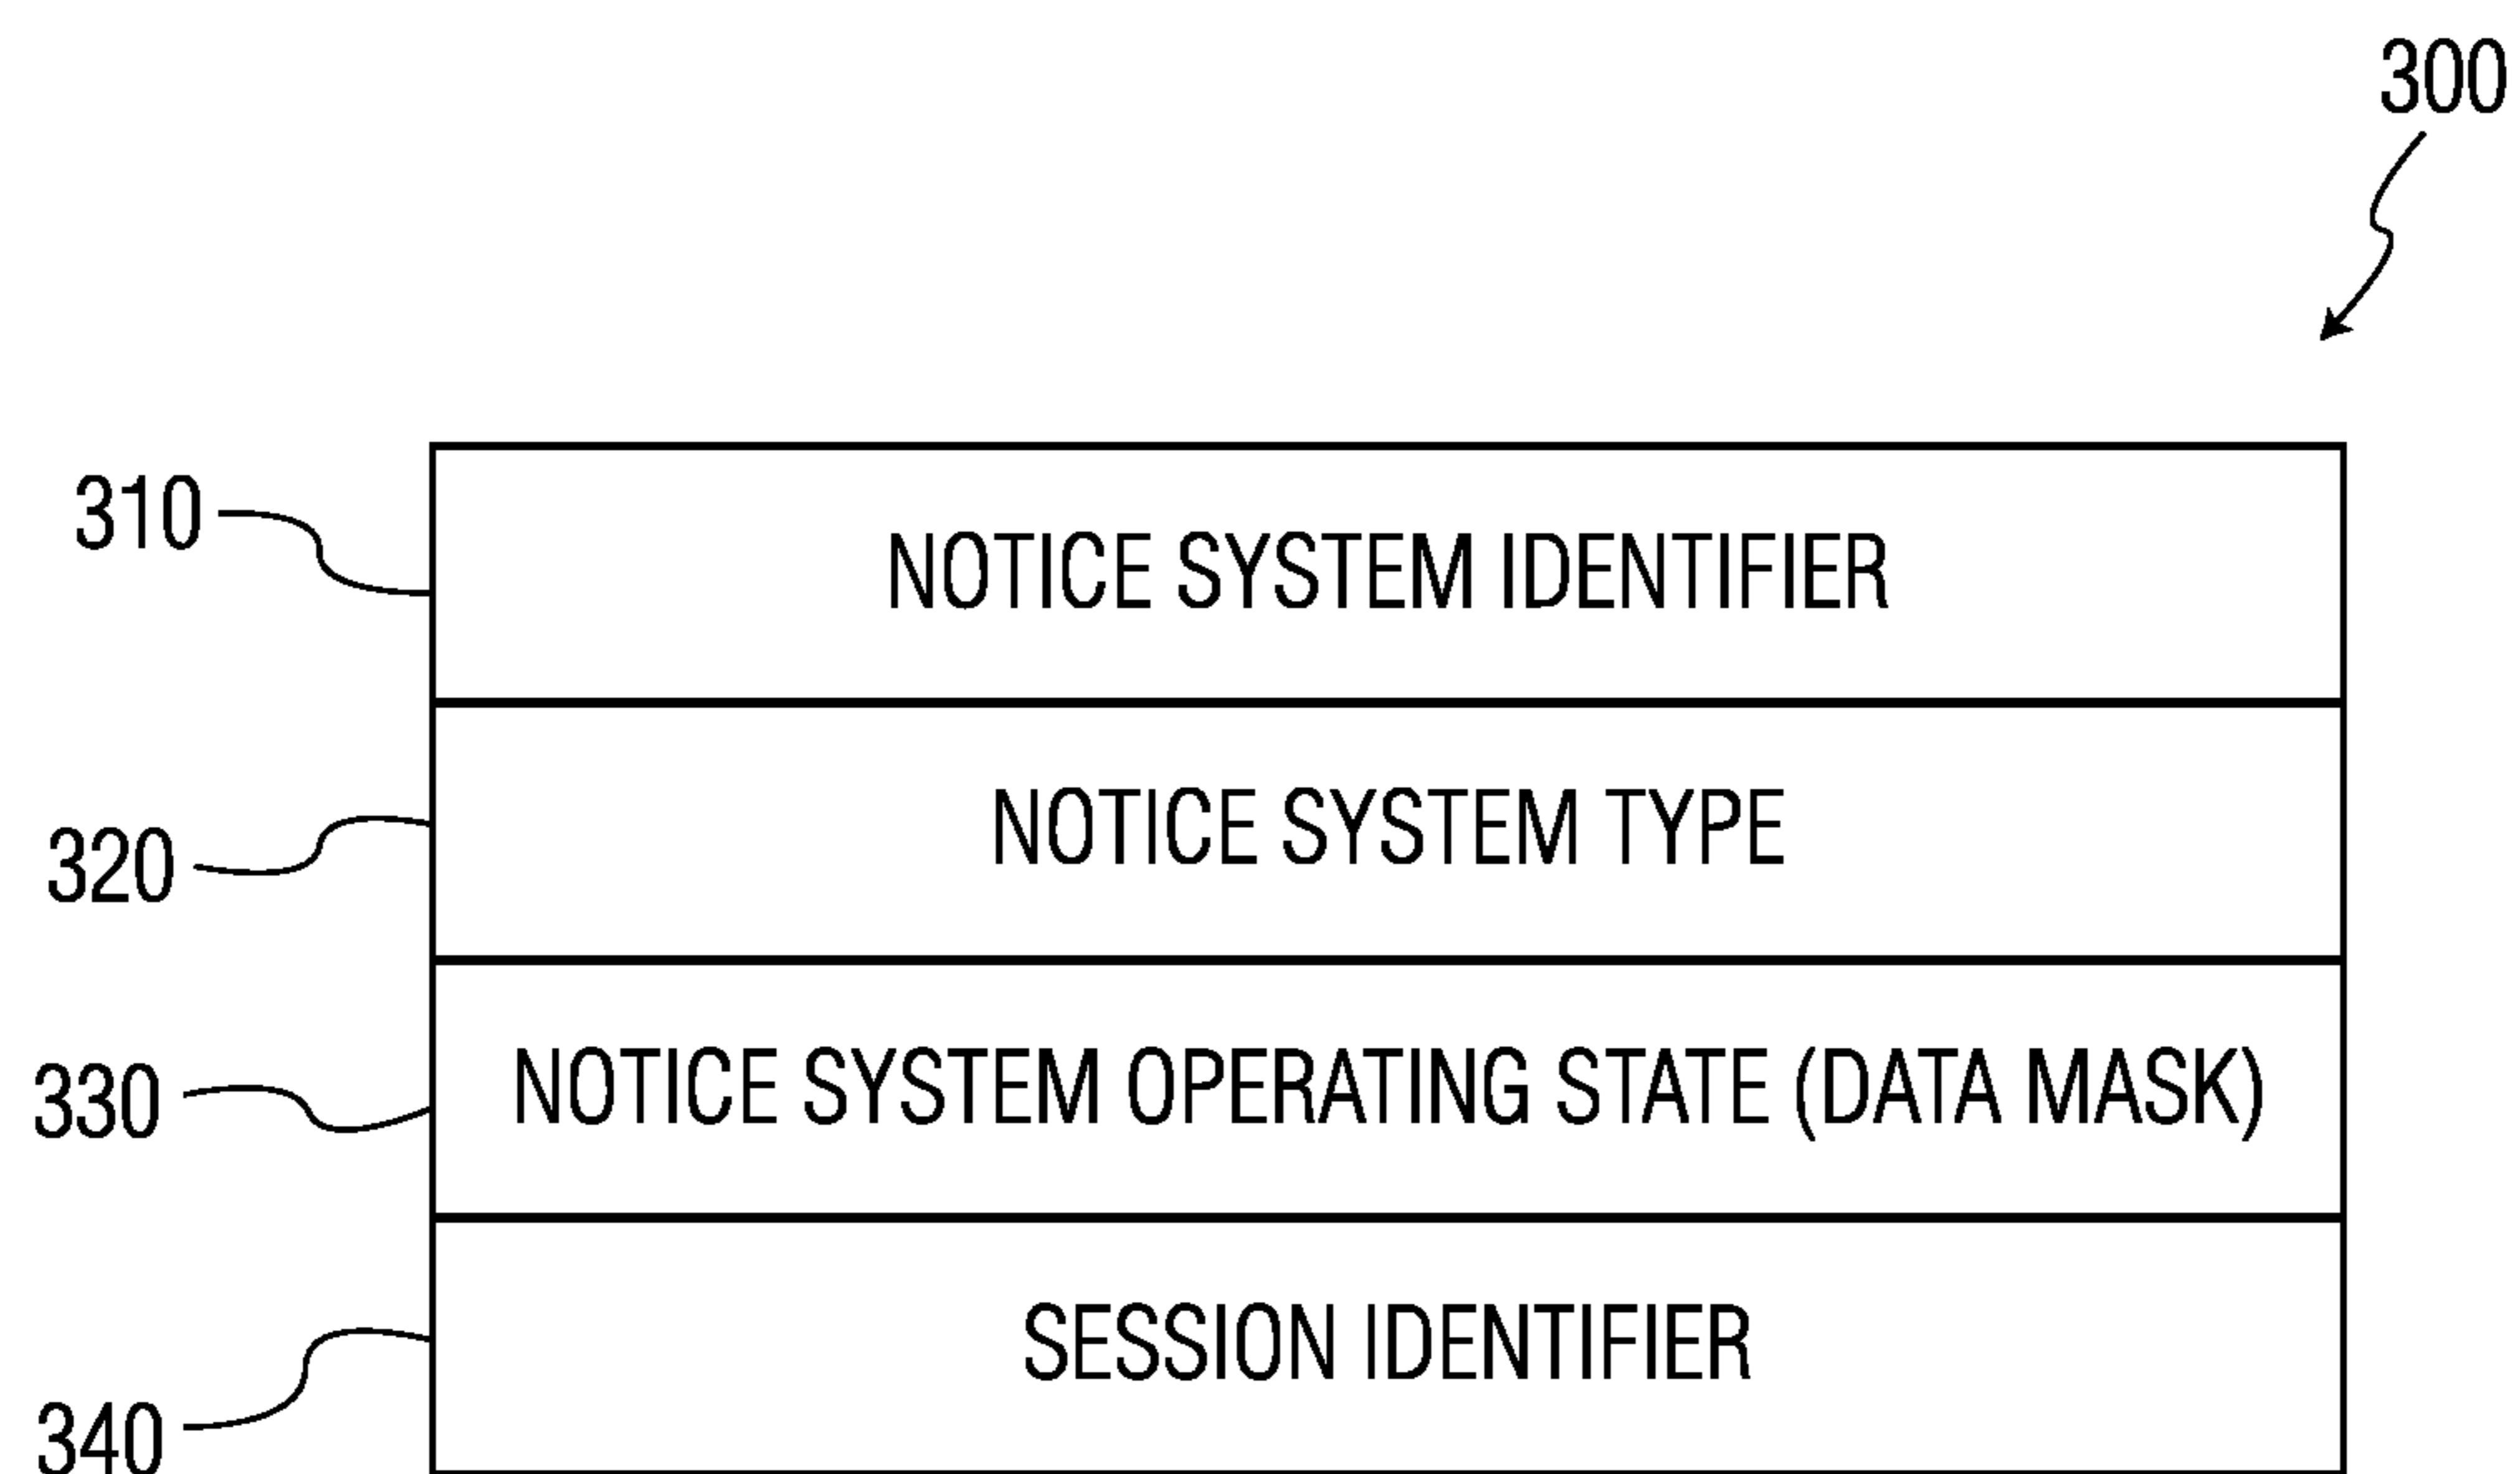 300
310
NOTICE SYSTEM IDENTIFIER
NOTICE SYSTEM TYPE
320
330
NOTICE SYSTEM OPERATING STATE (DATA MASK)
SESSION IDENTIFIER
340